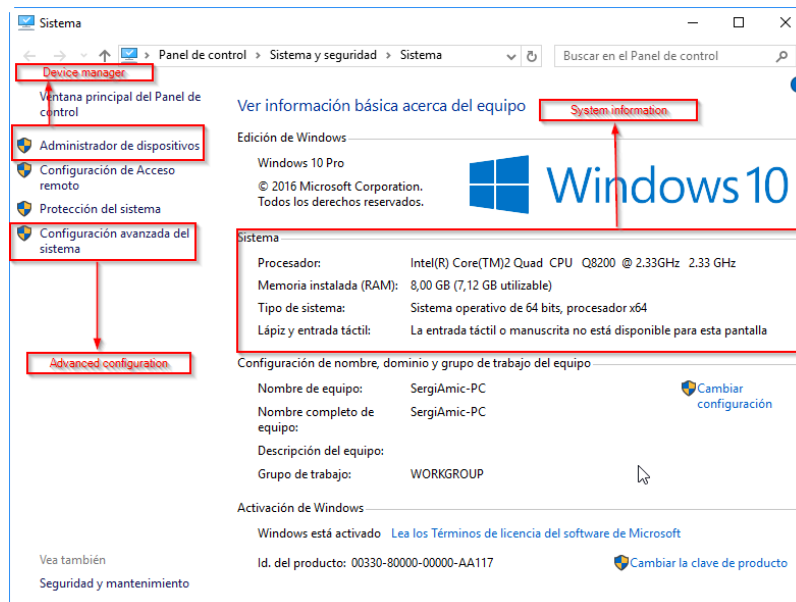 Sistema
Panel de control > Sistema y seguridad > Sistema
Buscar en el Panel de control
Device manager
Ventana principal del Panel de
control
Administrador de dispositivos
Configuración de Acceso
remoto
Protección del sistema
Configuración avanzada del
sistema
Advanced configuration
Vea también
Seguridad y mantenimiento
Ver información básica acerca del equipo
System information
Edición de Windows
Windows 10 Pro
© 2016 Microsoft Corporation.
Todos los derechos reservados.
Windows 10
Sistema
Procesador: Intel(R) Core(TM)2 Quad CPU Q8200 @ 2.33GHz 2.33 GHz
Memoria instalada (RAM): 8,00 GB (7,12 GB utilizable)
Tipo de sistema: Sistema operativo de 64 bits, procesador x64
Lápiz y entrada táctil: La entrada táctil o manuscrita no está disponible para esta pantalla
Configuración de nombre, dominio y grupo de trabajo del equipo
Nombre de equipo: SergiAmic-PC
Cambiar
configuración
Nombre completo de
equipo:
SergiAmic-PC
Descripción del equipo:
Grupo de trabajo: WORKGROUP
Activación de Windows
Windows está activado Lea los Términos de licencia del software de Microsoft
Id. del producto: 00330-80000-00000-AA117
Cambiar la clave de producto